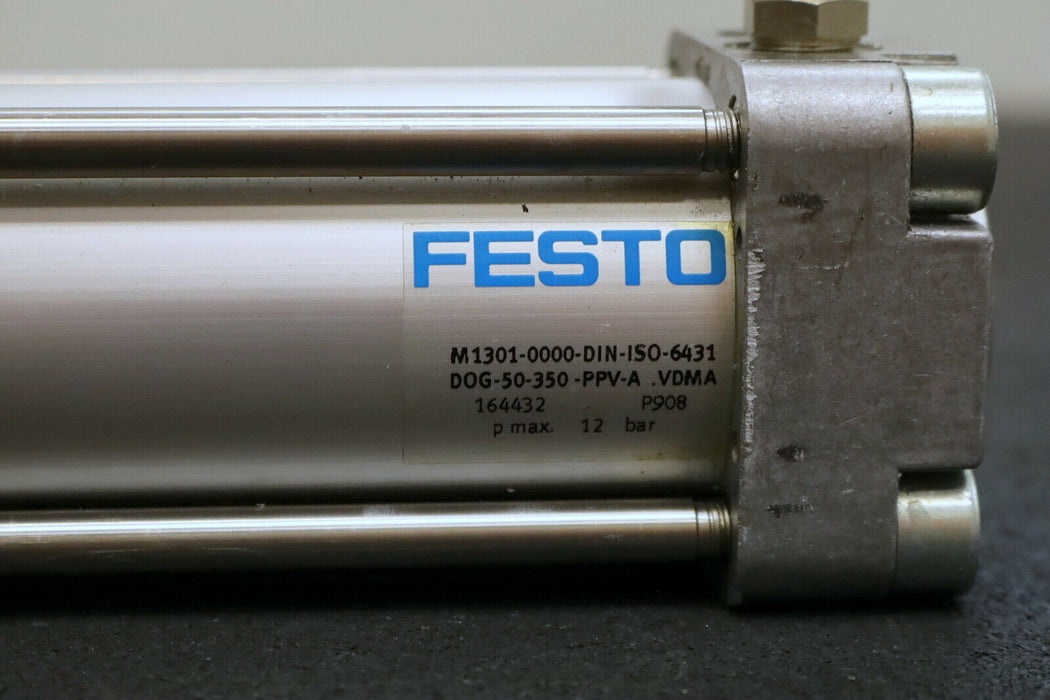 FESTO
M1301-0000-DIN-ISO-6431
DOG-50-350-PPV-A .VDMA
164432 . P908
p max. 12 bar